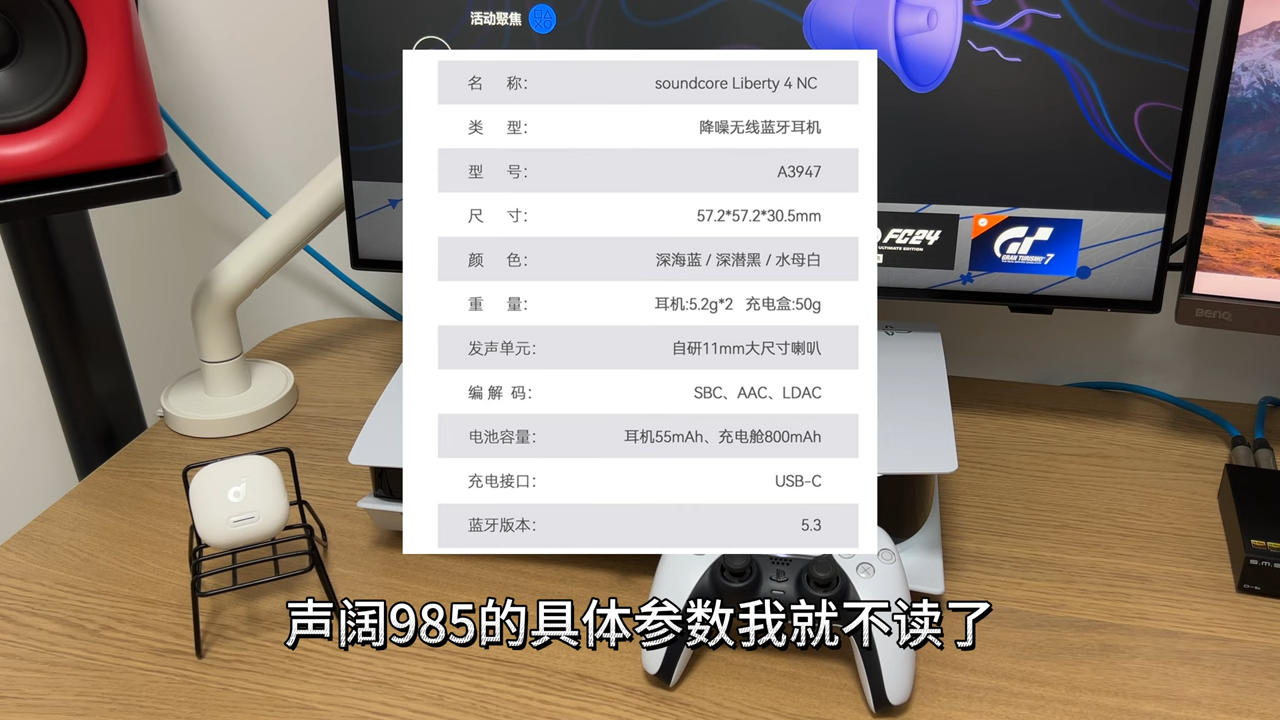 活动聚焦
名 称: soundcore Liberty 4 NC
类 型: 降噪无线蓝牙耳机
型 号: A3947
尺 寸: 57.2*57.2*30.5mm
颜 色: 深海蓝 / 深潜黑 / 水母白
重 量: 耳机:5.2g*2 充电盒:50g
发声单元: 自研11mm大尺寸喇叭
编 解 码: SBC、AAC、LDAC
电池容量: 耳机55mAh、充电舱800mAh
充电接口: USB-C
蓝牙版本: 5.3
FC24
ULTIMATE EDITION
GT
GRAN TURISMO 7
BenQ
声阔985的具体参数我就不读了